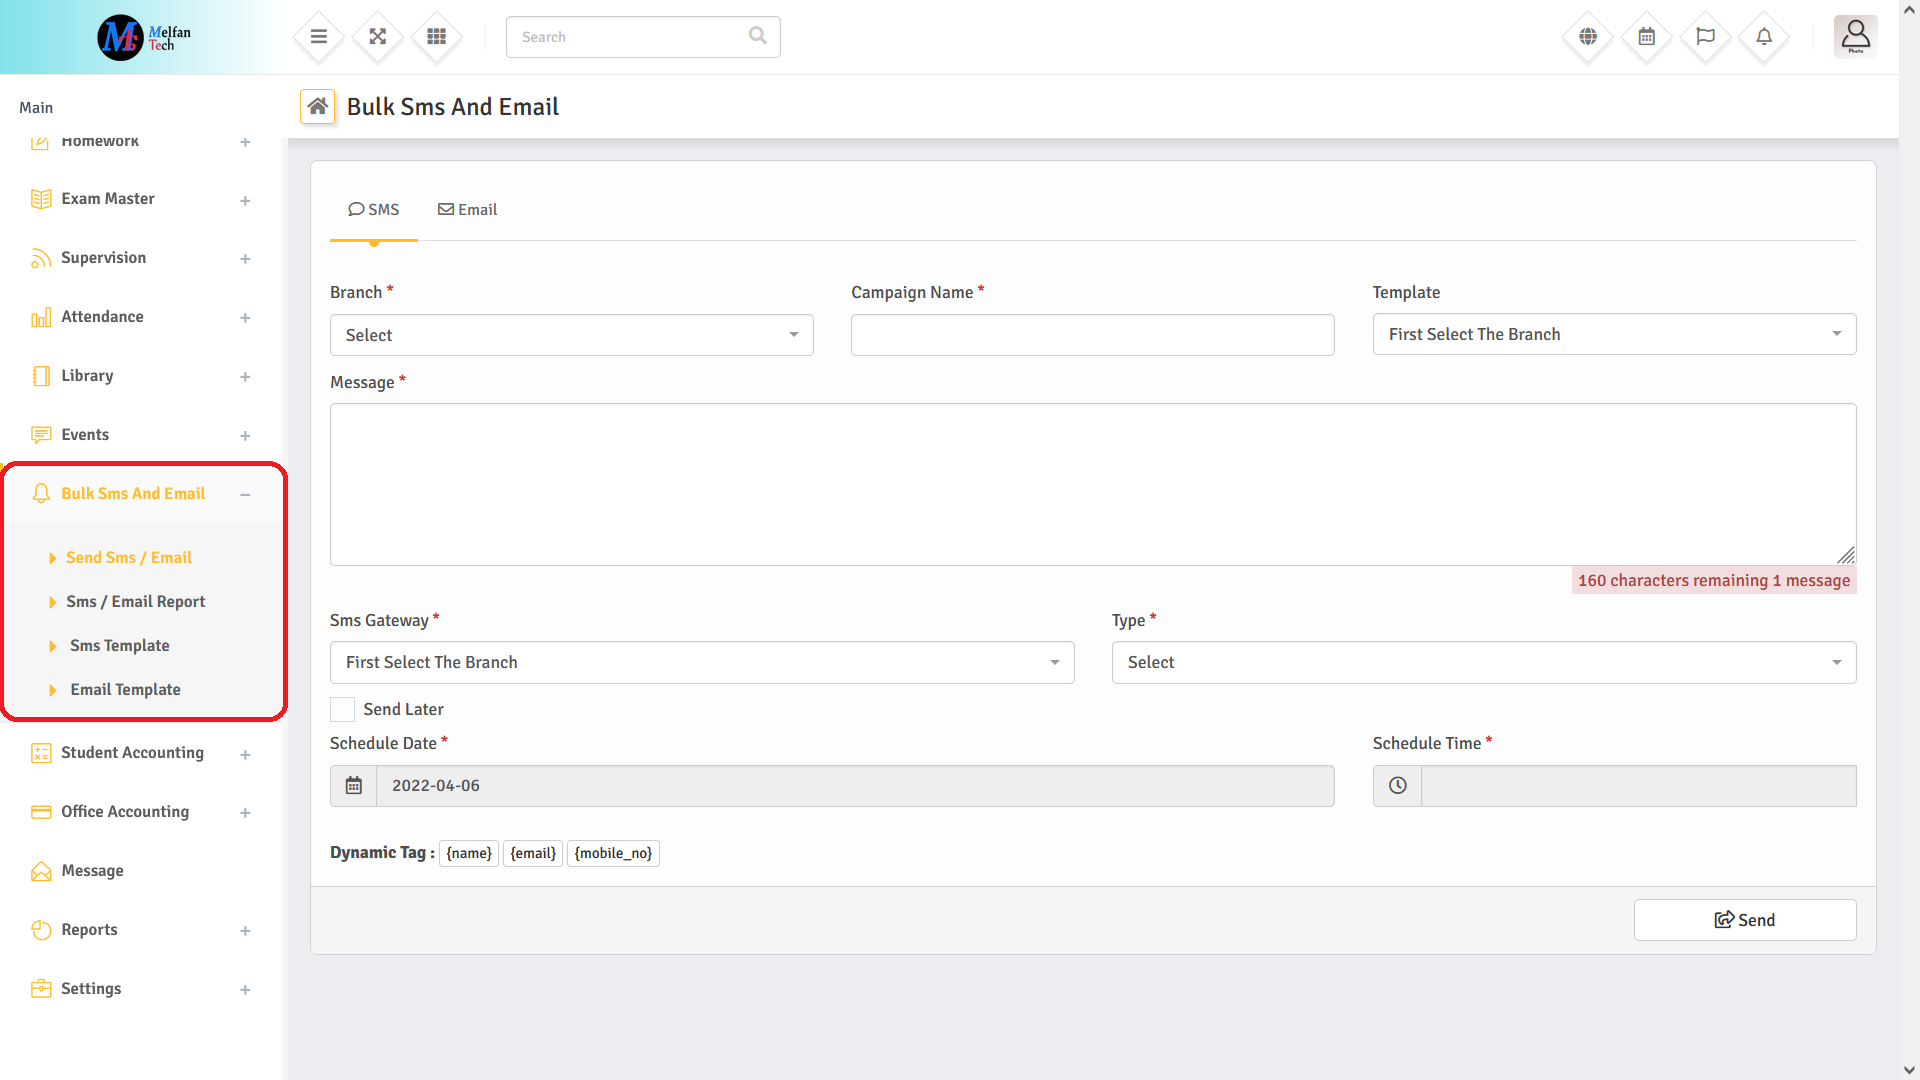 Melfan
Tech
Search
Photo
Main
Homework
Exam Master
Supervision
Attendance
Library
Events
Bulk Sms And Email
Send Sms / Email
Sms / Email Report
Sms Template
Email Template
Student Accounting
Office Accounting
Message
Reports
Settings
Bulk Sms And Email
SMS Email
Branch * Campaign Name * Template
Select First Select The Branch
Message *
160 characters remaining 1 message
Sms Gateway * Type *
First Select The Branch Select
Send Later
Schedule Date * Schedule Time *
2022-04-06
Dynamic Tag : {name} {email} {mobile_no}
Send